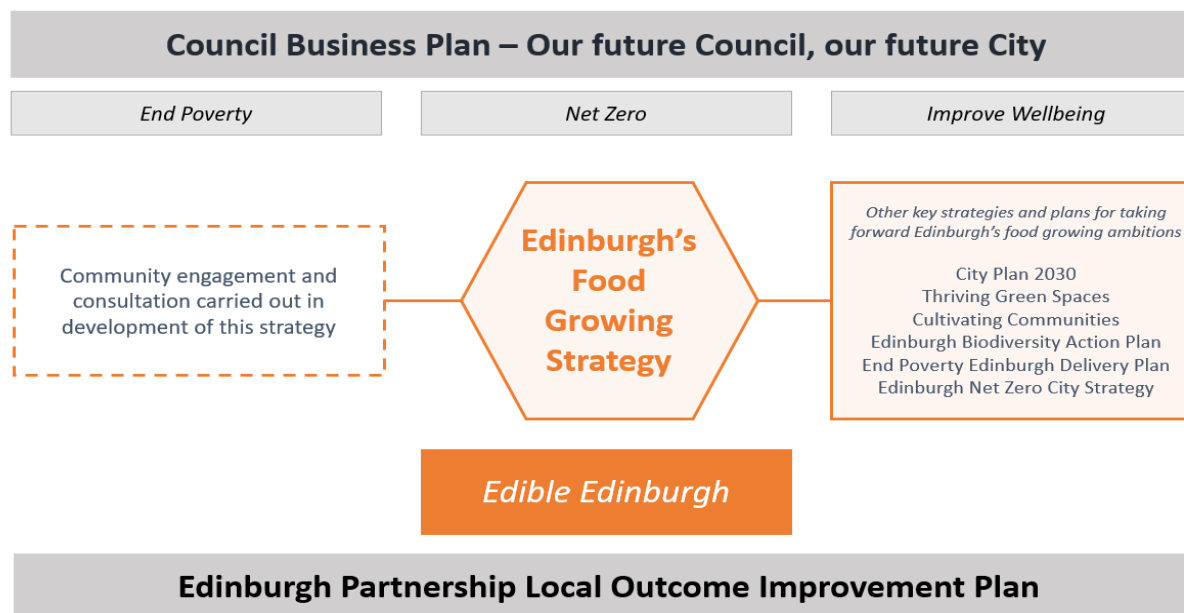 Council Business Plan – Our future Council, our future City
End Poverty
Net Zero
Improve Wellbeing
Community engagement and
consultation carried out in
development of this strategy
Edinburgh's
Food
Growing
Strategy
Other key strategies and plans for taking
forward Edinburgh's food growing ambitions
City Plan 2030
Thriving Green Spaces
Cultivating Communities
Edinburgh Biodiversity Action Plan
End Poverty Edinburgh Delivery Plan
Edinburgh Net Zero City Strategy
Edible Edinburgh
Edinburgh Partnership Local Outcome Improvement Plan